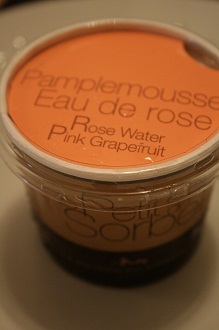 Pamplemousse
Eau de rose
Rose Water
Pink Grapefruit
Sorbe